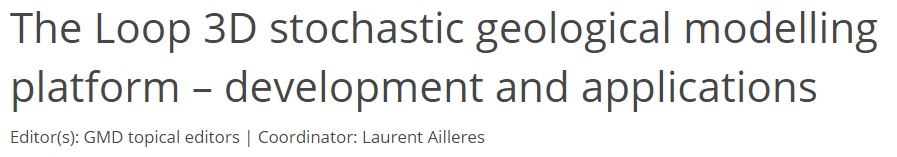 The Loop 3D stochastic geological modelling
platform – development and applications
Editor(s): GMD topical editors | Coordinator: Laurent Ailleres